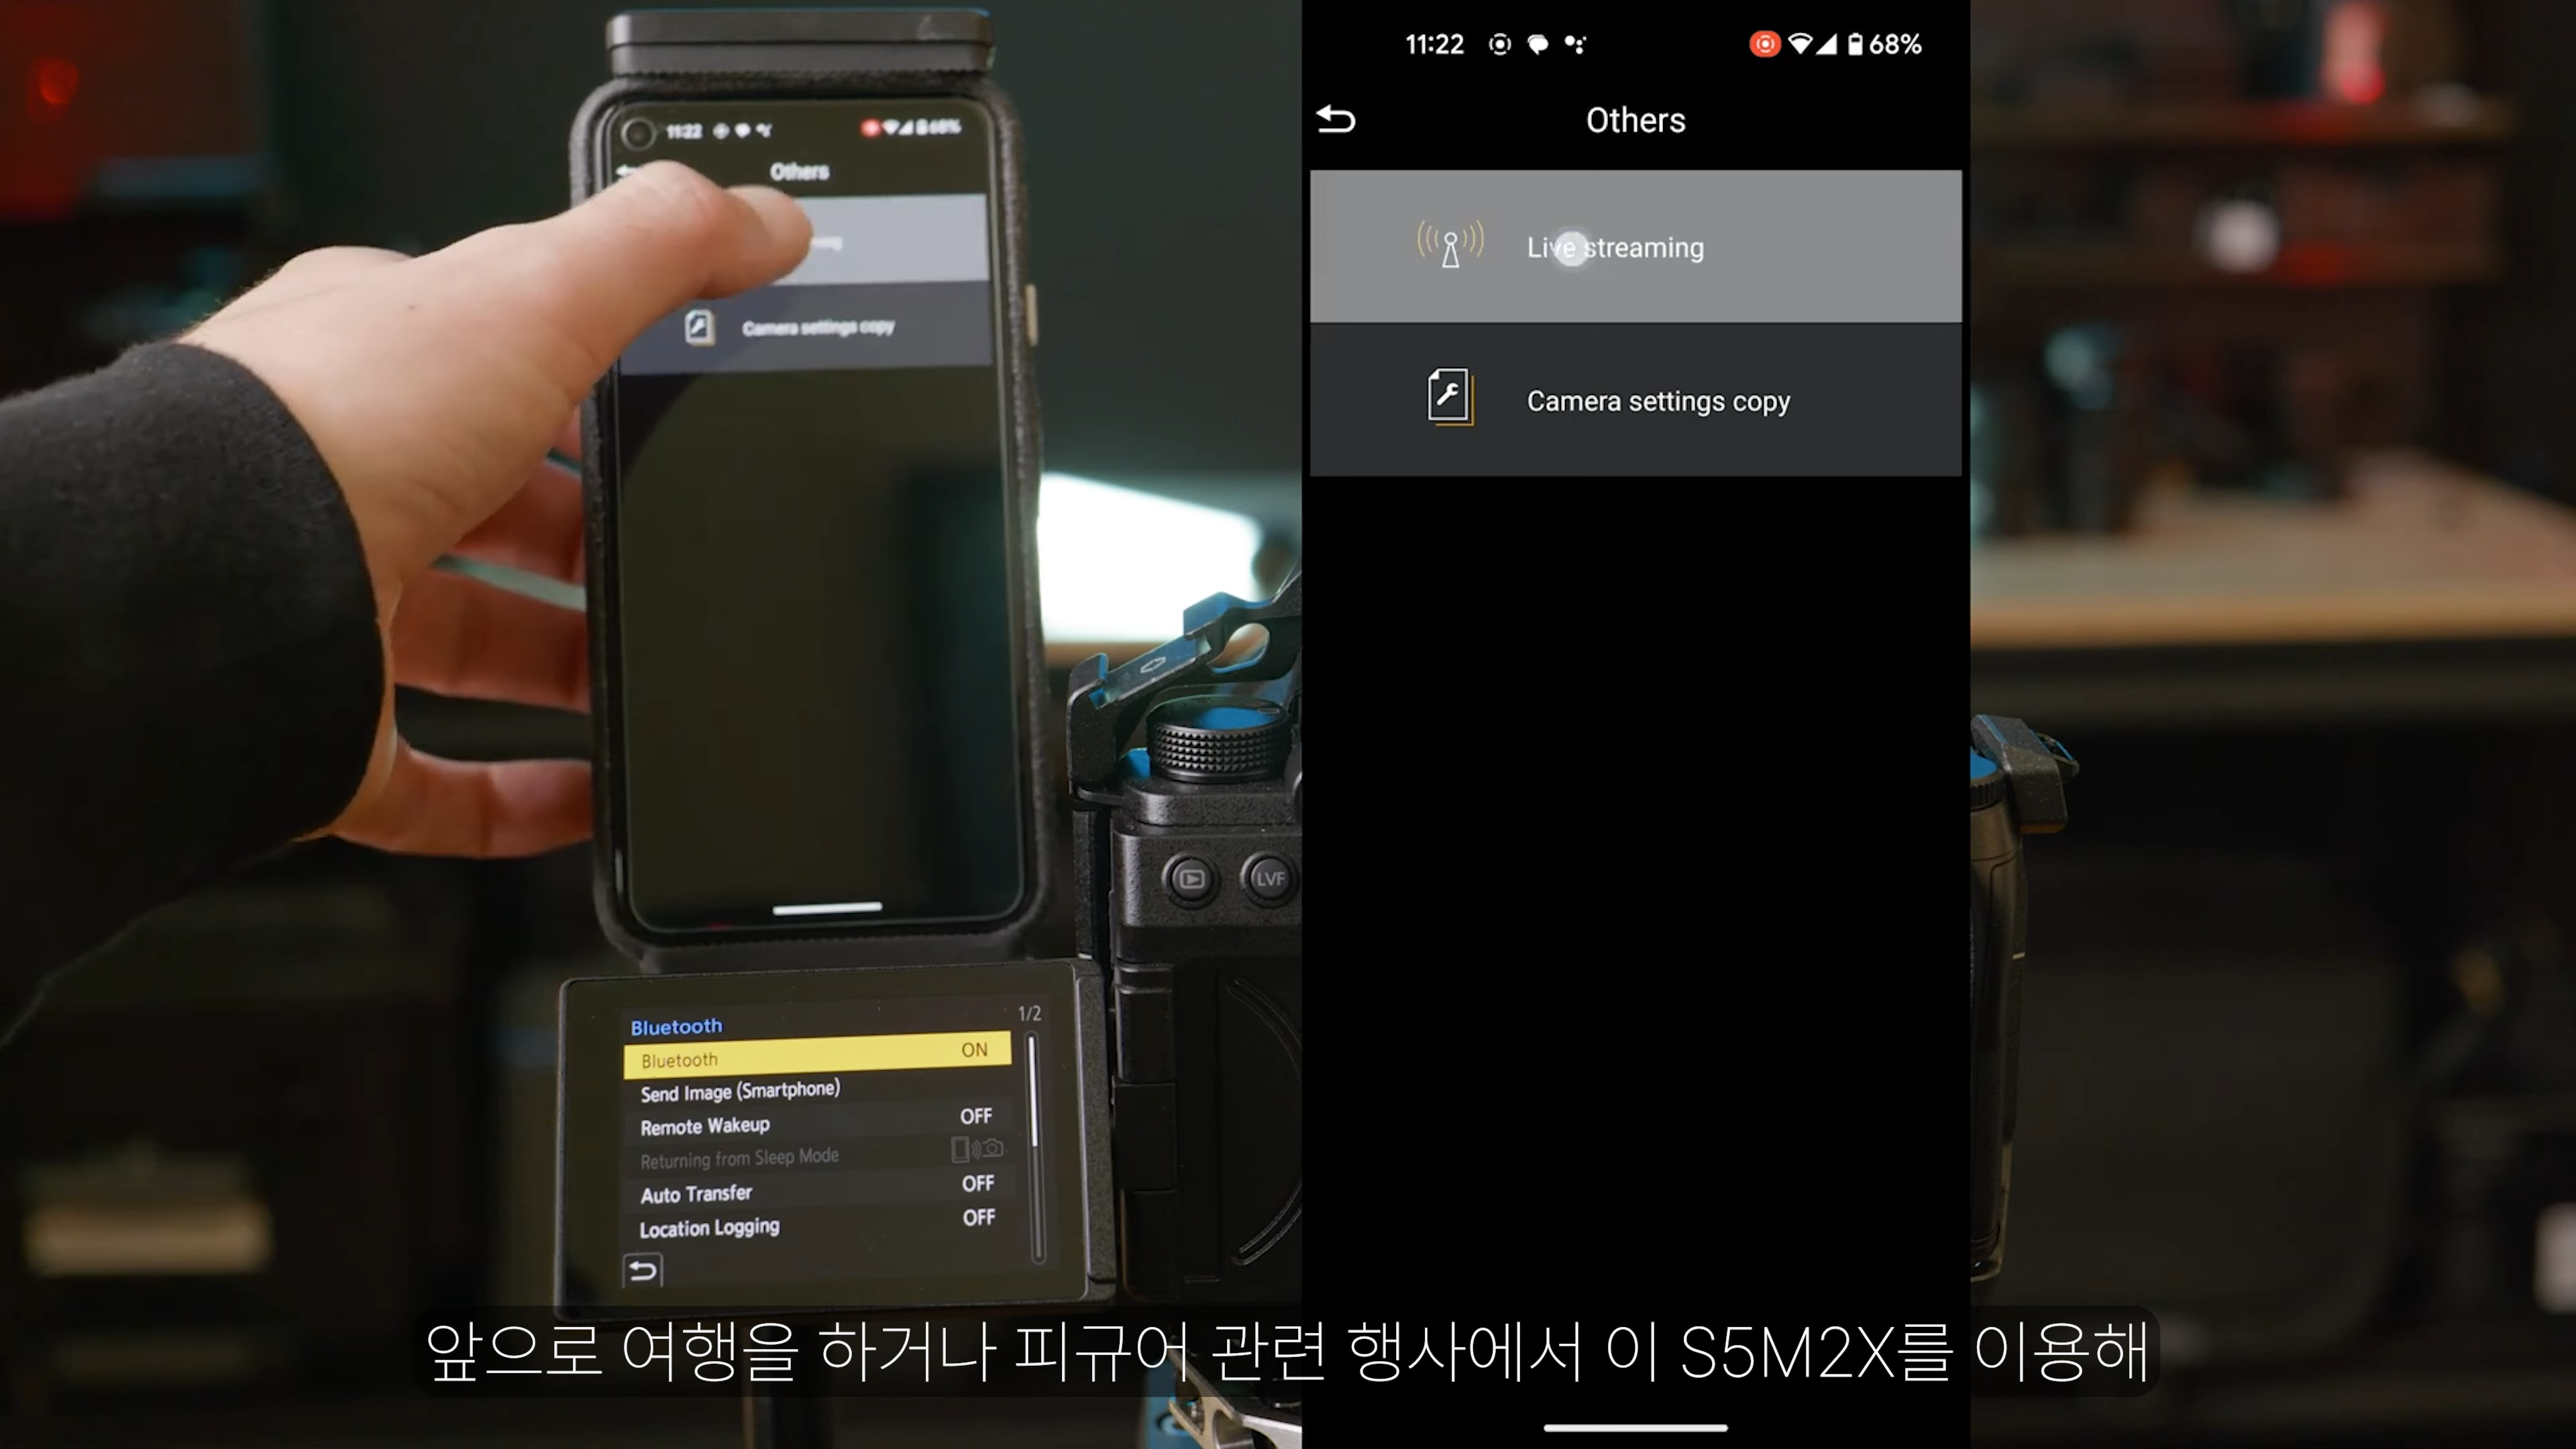 11:22
68%
Others
Live streaming
Camera settings copy
11:22
68%
Others
Camera settings copy
LVF
Bluetooth
1/2
Bluetooth ON
Send Image (Smartphone)
Remote Wakeup OFF
Returning from Sleep Mode
Auto Transfer OFF
Location Logging OFF
앞으로 여행을 하거나 피규어 관련 행사에서 이 S5M2X를 이용해